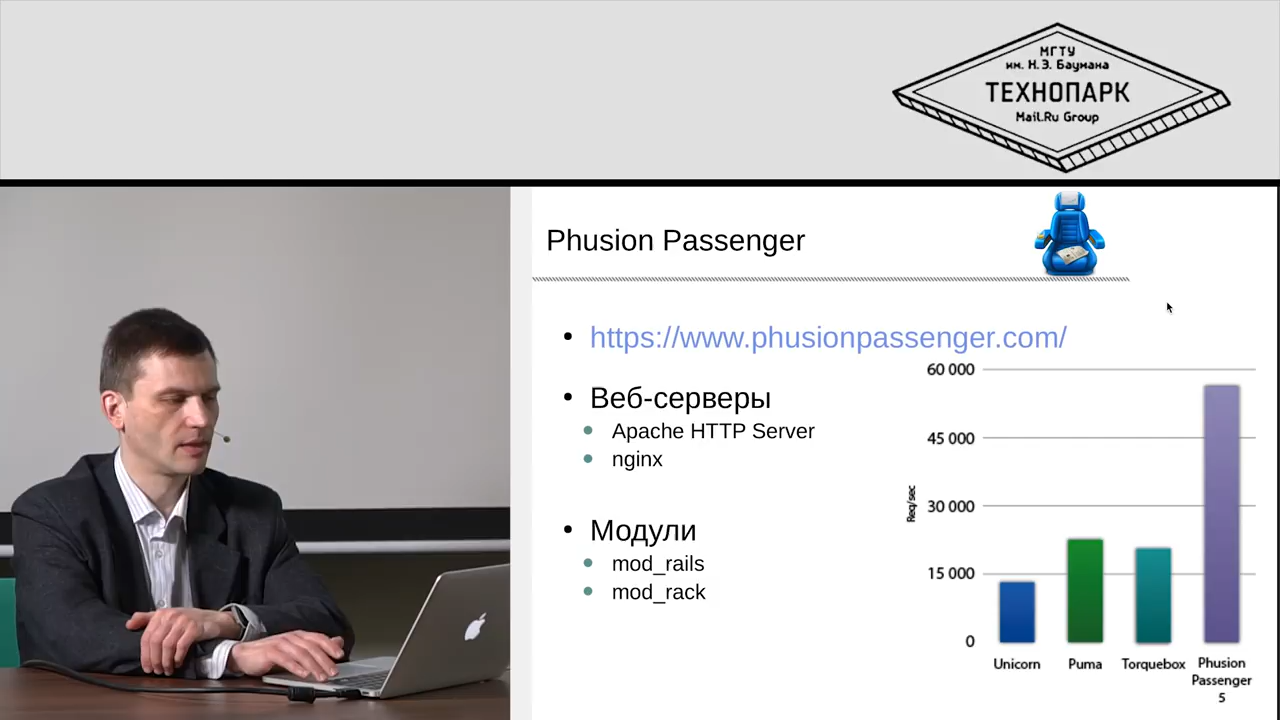 МГТУ
им. Н.Э. Баумана
ТЕХНОПАРК
Mail.Ru Group
Phusion Passenger
https://www.phusionpassenger.com/
Веб-серверы
Apache HTTP Server
nginx
Модули
mod_rails
mod_rack
60 000
45 000
30 000
15 000
0
Req/sec
Unicorn
Puma
Torquebox
Phusion
Passenger
5